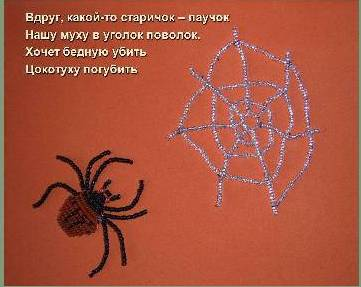 Вдруг, какой-то старичок – паучок
Нашу муху в уголок поволок.
Хочет бедную убить
Цокотуху погубить